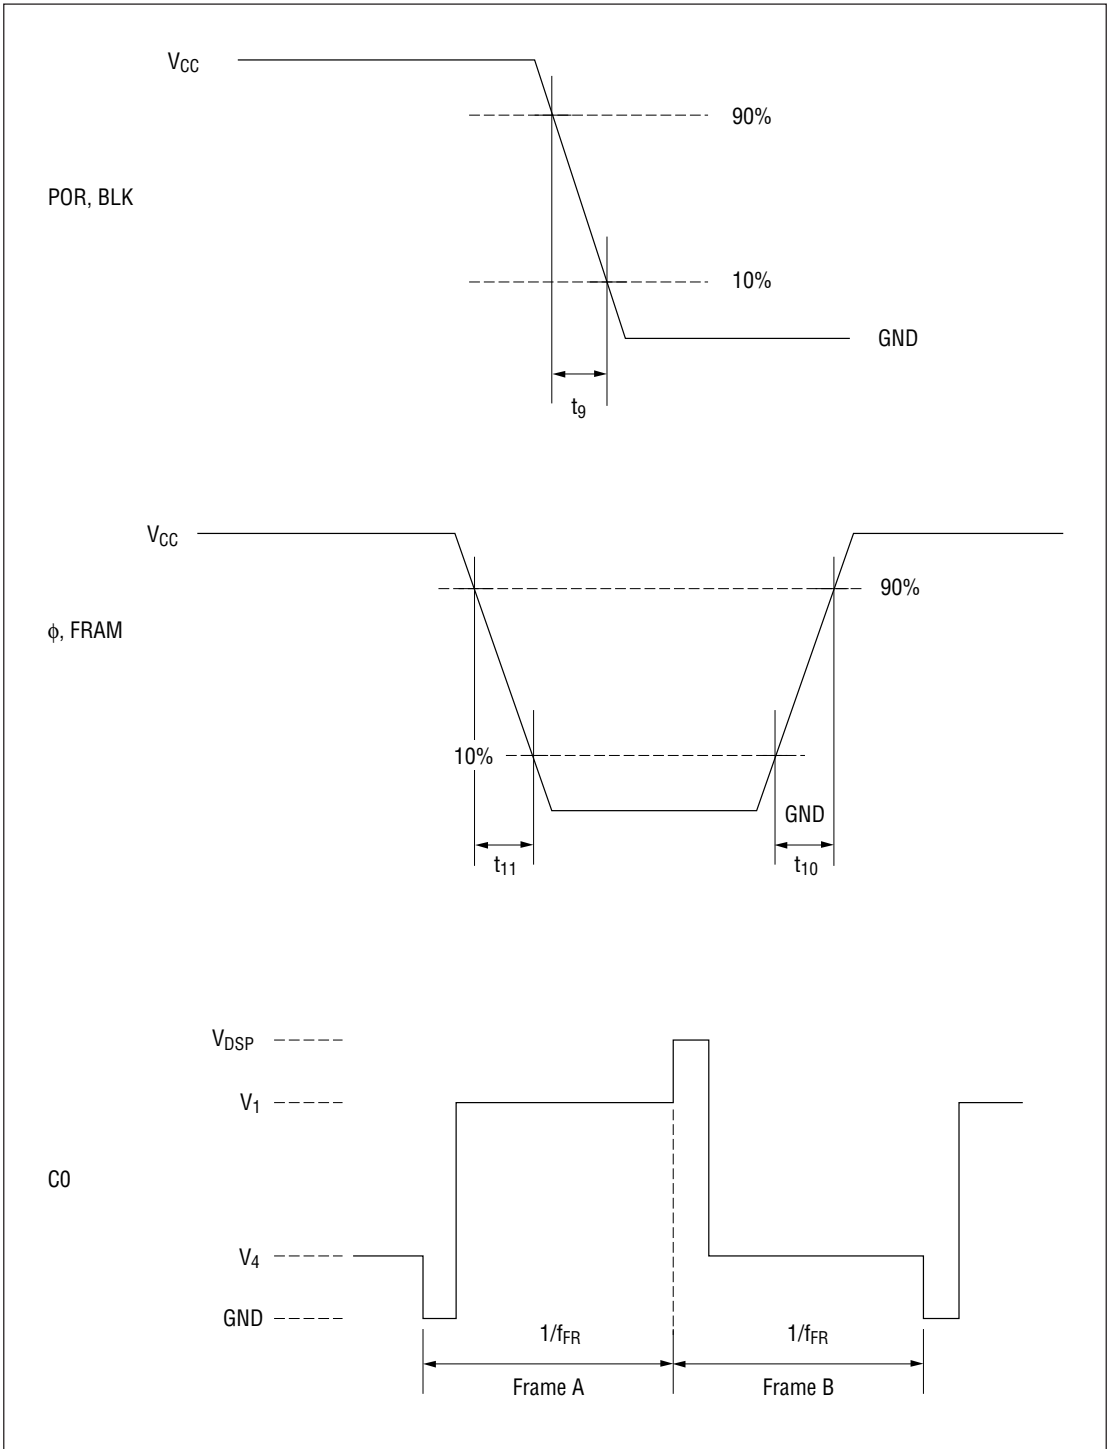 VCC
90%
POR, BLK
10%
GND
t9
VCC
90%
ϕ, FRAM
10%
GND
t11
t10
VDSP
V1
C0
V4
GND
1/fFR
1/fFR
Frame A
Frame B